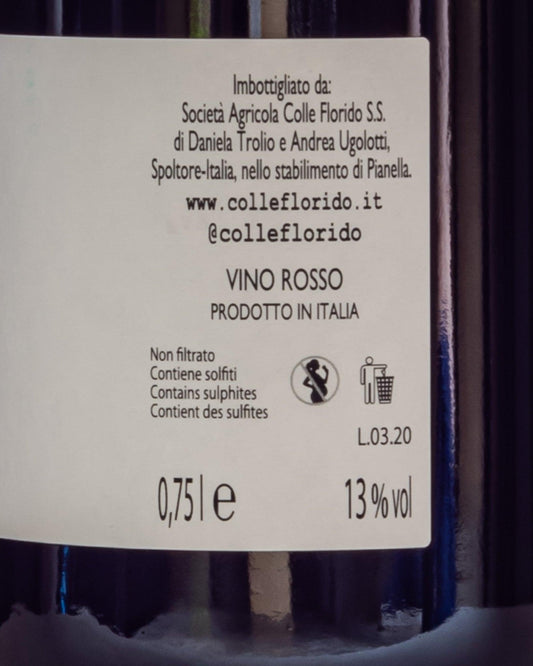 Imbottigliato da:
Società Agricola Colle Florido S.S.
di Daniela Trolio e Andrea Ugolotti,
Spoltore-Italia, nello stabilimento di Pianella.
www.colleflorido.it
@colleflorido
VINO ROSSO
PRODOTTO IN ITALIA
Non filtrato
Contiene solfiti
Contains sulphites
Contient des sulfites
L.03.20
0,75 l e
13% vol